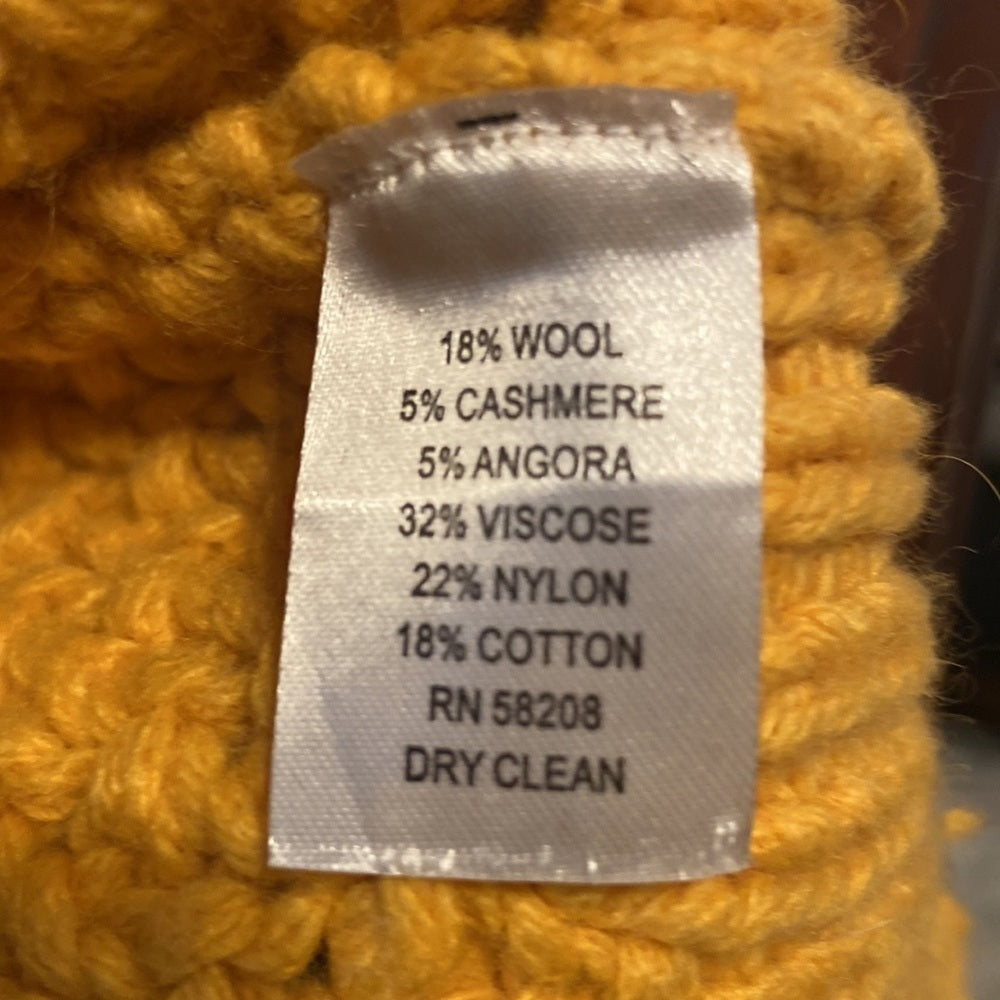 18% WOOL
5% CASHMERE
5% ANGORA
32% VISCOSE
22% NYLON
18% COTTON
RN 58208
DRY CLEAN